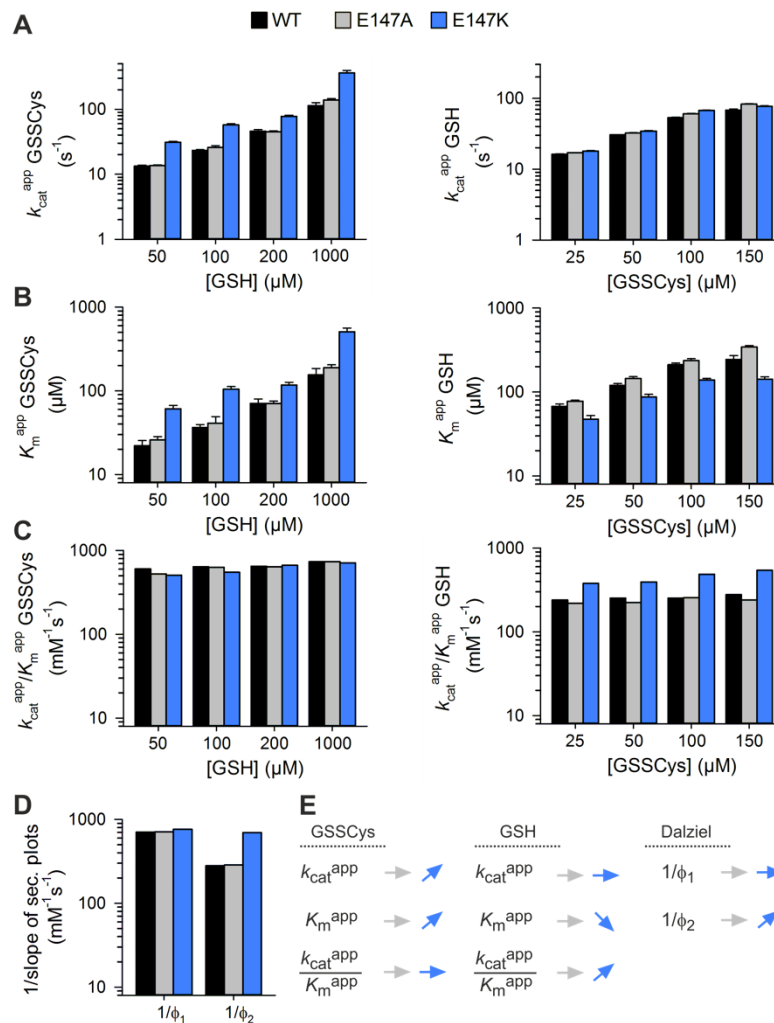 WT E147A E147K
A
k_cat^app GSSCys
(s⁻¹)
100
10
1
50 100 200 1000
[GSH] (µM)
k_cat^app GSH
(s⁻¹)
100
10
1
25 50 100 150
[GSSCys] (µM)
B
K_m^app GSSCys
(µM)
1000
100
10
50 100 200 1000
[GSH] (µM)
K_m^app GSH
(µM)
1000
100
10
25 50 100 150
[GSSCys] (µM)
C
k_cat^app/K_m^app GSSCys
(mM⁻¹s⁻¹)
1000
100
10
50 100 200 1000
[GSH] (µM)
k_cat^app/K_m^app GSH
(mM⁻¹s⁻¹)
1000
100
10
25 50 100 150
[GSSCys] (µM)
D
1/slope of sec. plots
(mM⁻¹s⁻¹)
1000
100
10
1/ϕ₁ 1/ϕ₂
E
GSSCys GSH Dalziel
k_cat^app k_cat^app 1/ϕ₁
K_m^app K_m^app 1/ϕ₂
k_cat^app k_cat^app
K_m^app K_m^app